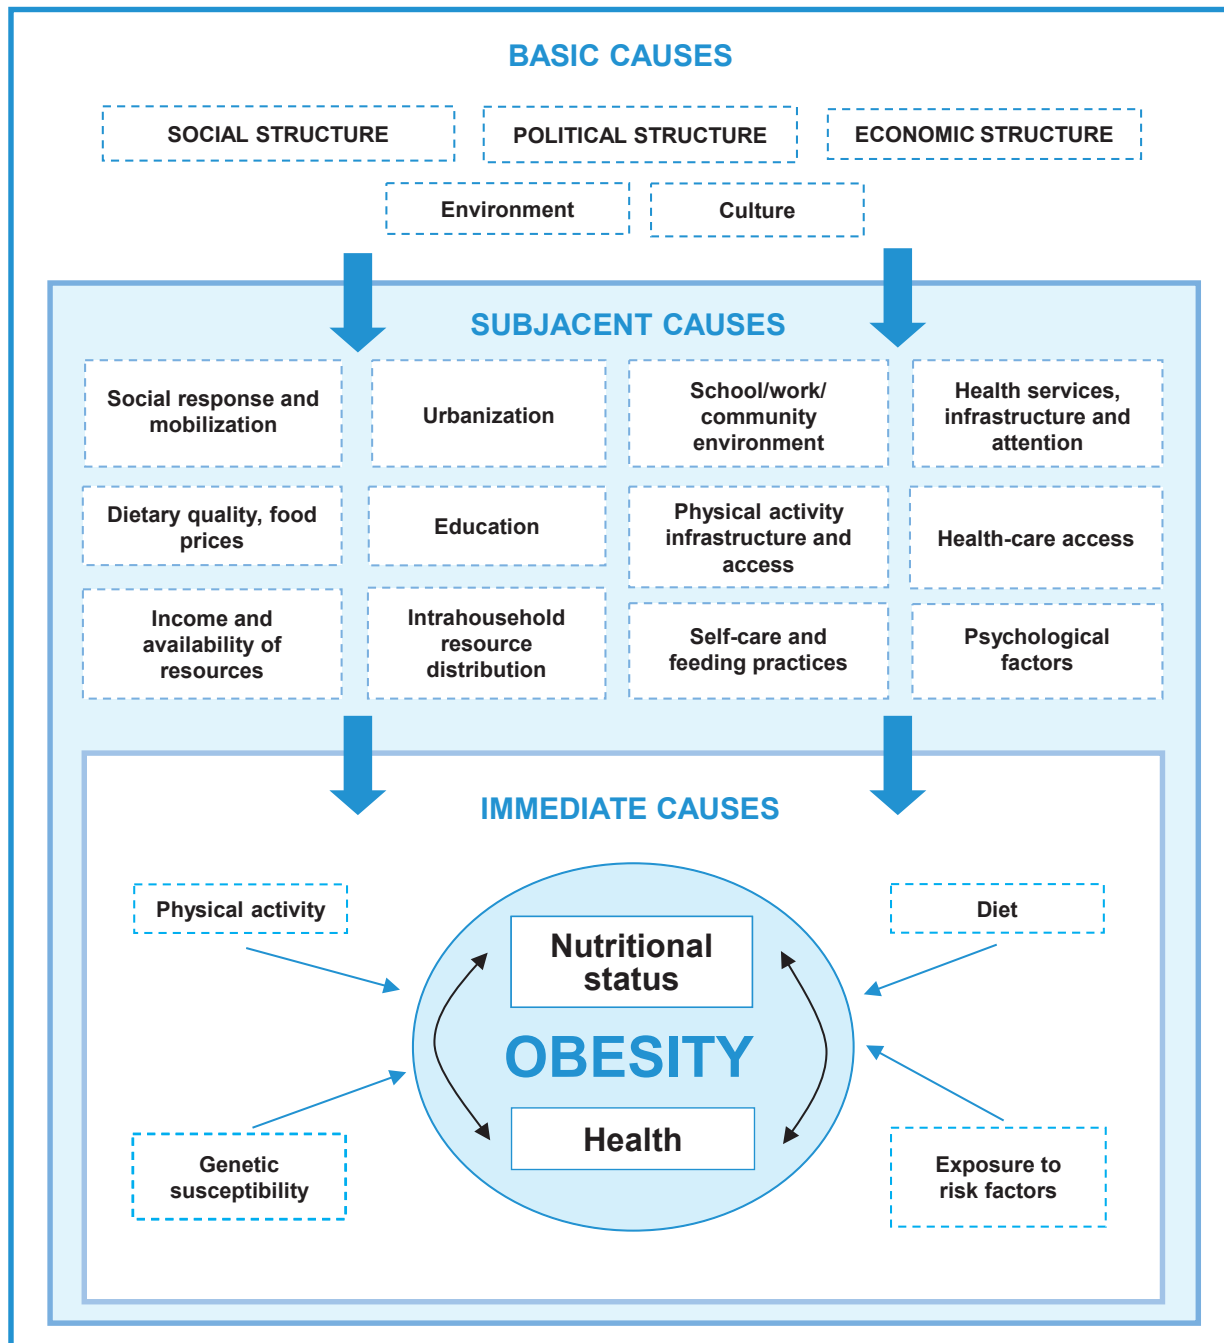 BASIC CAUSES
SOCIAL STRUCTURE
POLITICAL STRUCTURE
ECONOMIC STRUCTURE
Environment
Culture
SUBJACENT CAUSES
Social response and
mobilization
Urbanization
School/work/
community
environment
Health services,
infrastructure and
attention
Dietary quality, food
prices
Education
Physical activity
infrastructure and
access
Health-care access
Income and
availability of
resources
Intrahousehold
resource
distribution
Self-care and
feeding practices
Psychological
factors
IMMEDIATE CAUSES
Physical activity
Diet
Nutritional
status
OBESITY
Health
Genetic
susceptibility
Exposure to
risk factors